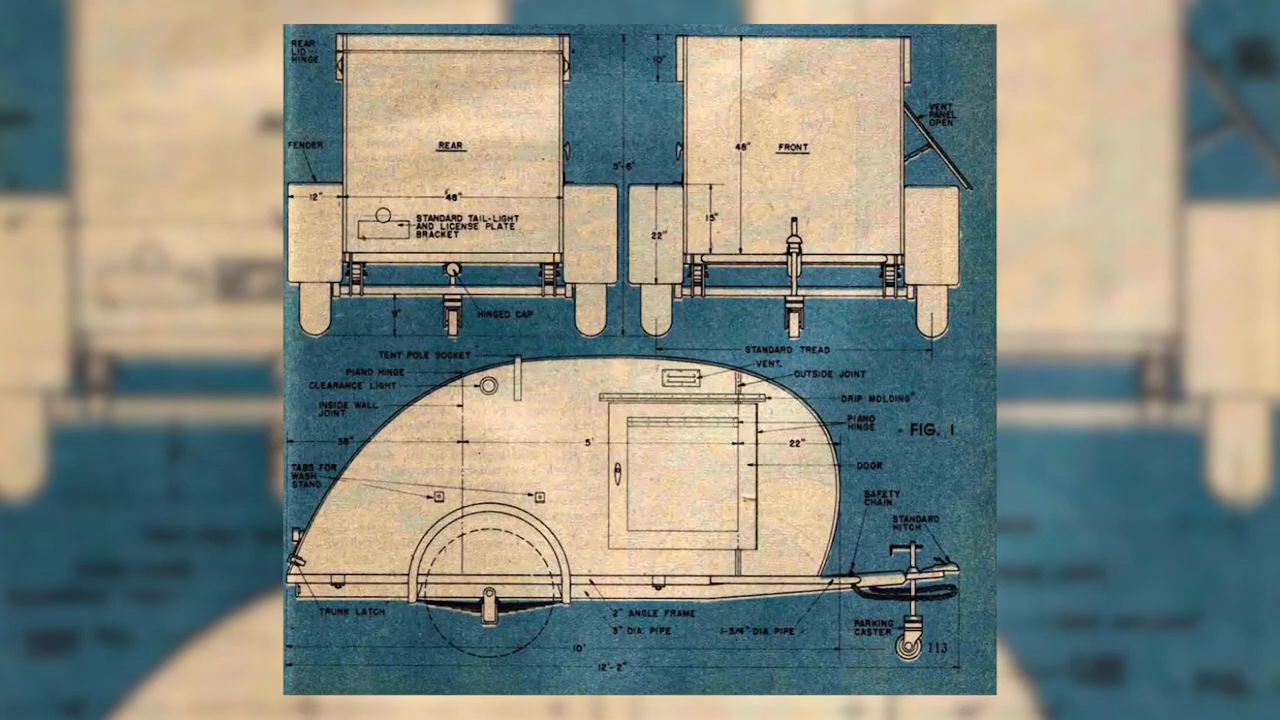 REAR
LID
HINGE
10"
VENT
PANEL
OPEN
FENDER
REAR
48"
FRONT
5'-6"
12"
48"
15"
STANDARD TAIL-LIGHT
AND LICENSE PLATE
BRACKET
22"
9"
HINGED CAP
STANDARD TREAD
TENT POLE SOCKET
VENT.
PIANO HINGE
OUTSIDE JOINT
CLEARANCE LIGHT
DRIP MOLDING
INSIDE WALL
JOINT
PIANO
HINGE
FIG. 1
38"
5'
22"
TABS FOR
WASH
STAND
DOOR
SAFETY
CHAIN
STANDARD
HITCH
TRUNK LATCH
2" ANGLE FRAME
3" DIA. PIPE
1-3/4" DIA. PIPE
PARKING
CASTER
113
10'
12'-2"